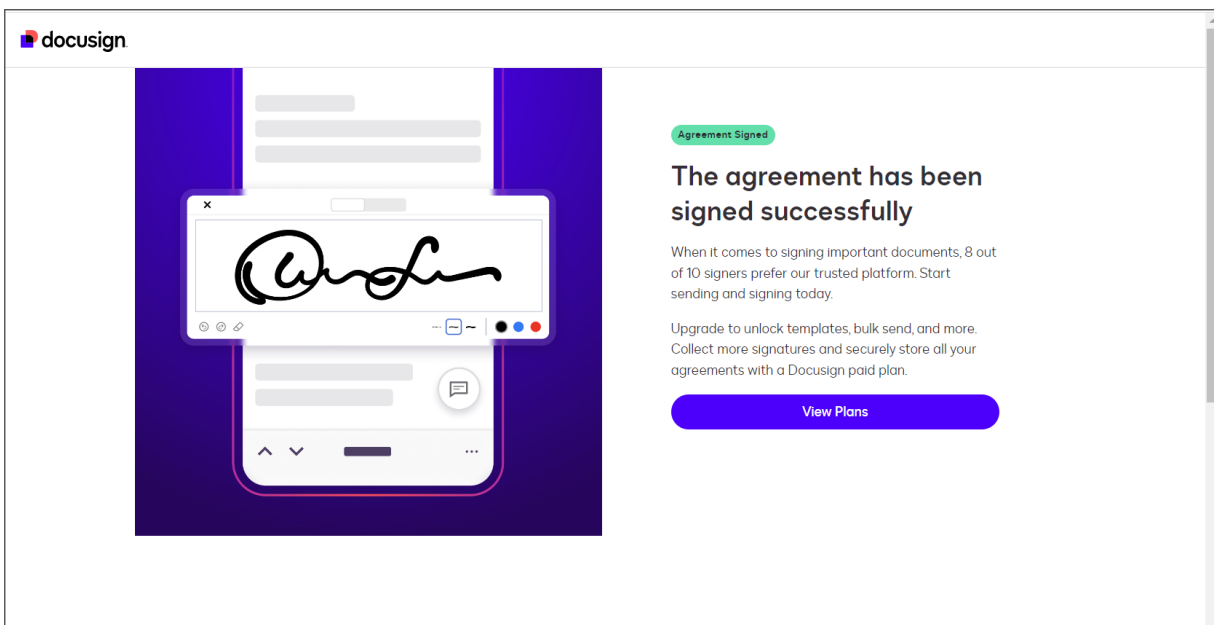 docusign
Agreement Signed
The agreement has been
signed successfully
When it comes to signing important documents, 8 out
of 10 signers prefer our trusted platform. Start
sending and signing today.
Upgrade to unlock templates, bulk send, and more.
Collect more signatures and securely store all your
agreements with a Docusign paid plan.
View Plans